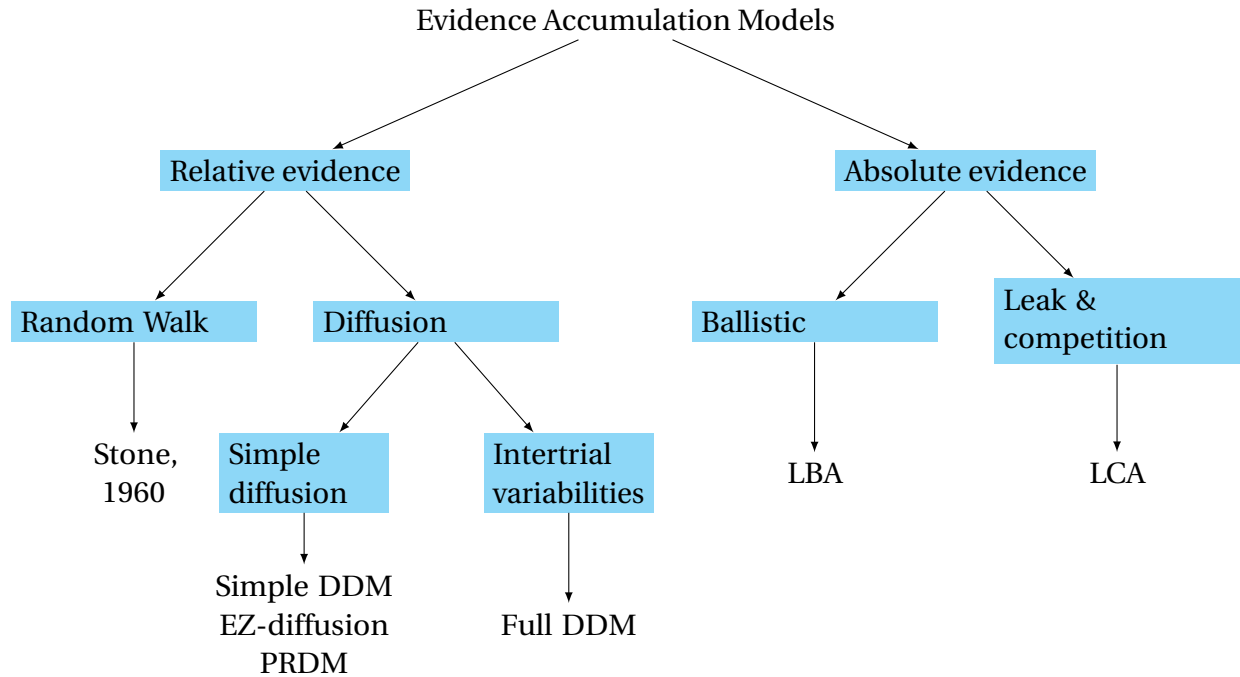 Evidence Accumulation Models
Relative evidence
Absolute evidence
Random Walk
Diffusion
Ballistic
Leak &
competition
Stone,
1960
Simple
diffusion
Intertrial
variabilities
LBA
LCA
Simple DDM
EZ-diffusion
PRDM
Full DDM